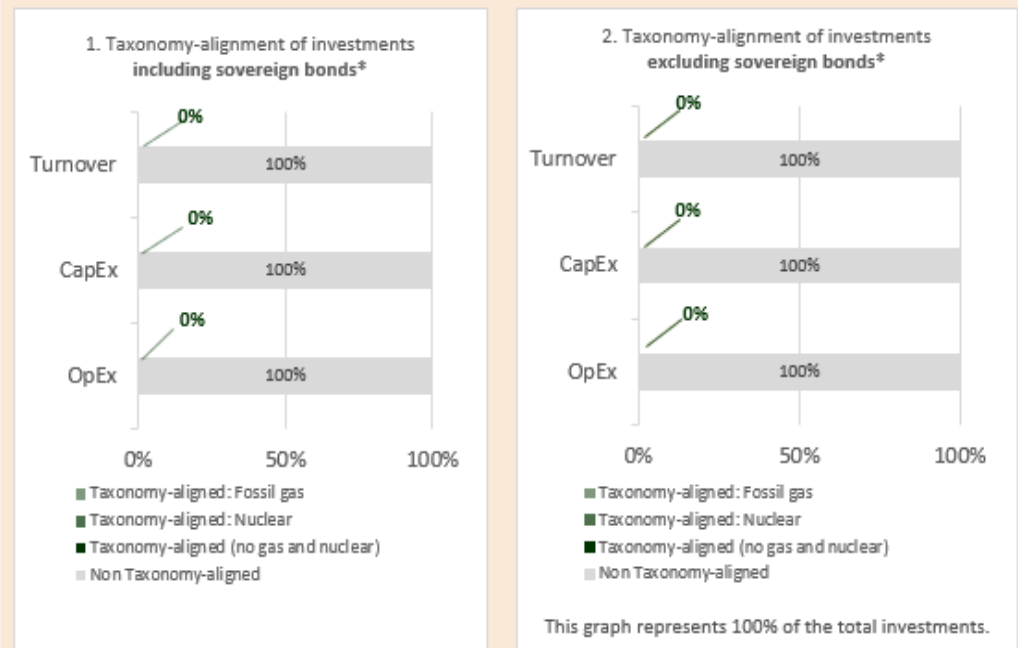 1. Taxonomy-alignment of investments
including sovereign bonds*
0%
Turnover
100%
0%
CapEx
100%
0%
OpEx
100%
0%
50%
100%
Taxonomy-aligned: Fossil gas
Taxonomy-aligned: Nuclear
Taxonomy-aligned (no gas and nuclear)
Non Taxonomy-aligned
2. Taxonomy-alignment of investments
excluding sovereign bonds*
0%
Turnover
100%
0%
CapEx
100%
0%
OpEx
100%
0%
50%
100%
Taxonomy-aligned: Fossil gas
Taxonomy-aligned: Nuclear
Taxonomy-aligned (no gas and nuclear)
Non Taxonomy-aligned
This graph represents 100% of the total investments.